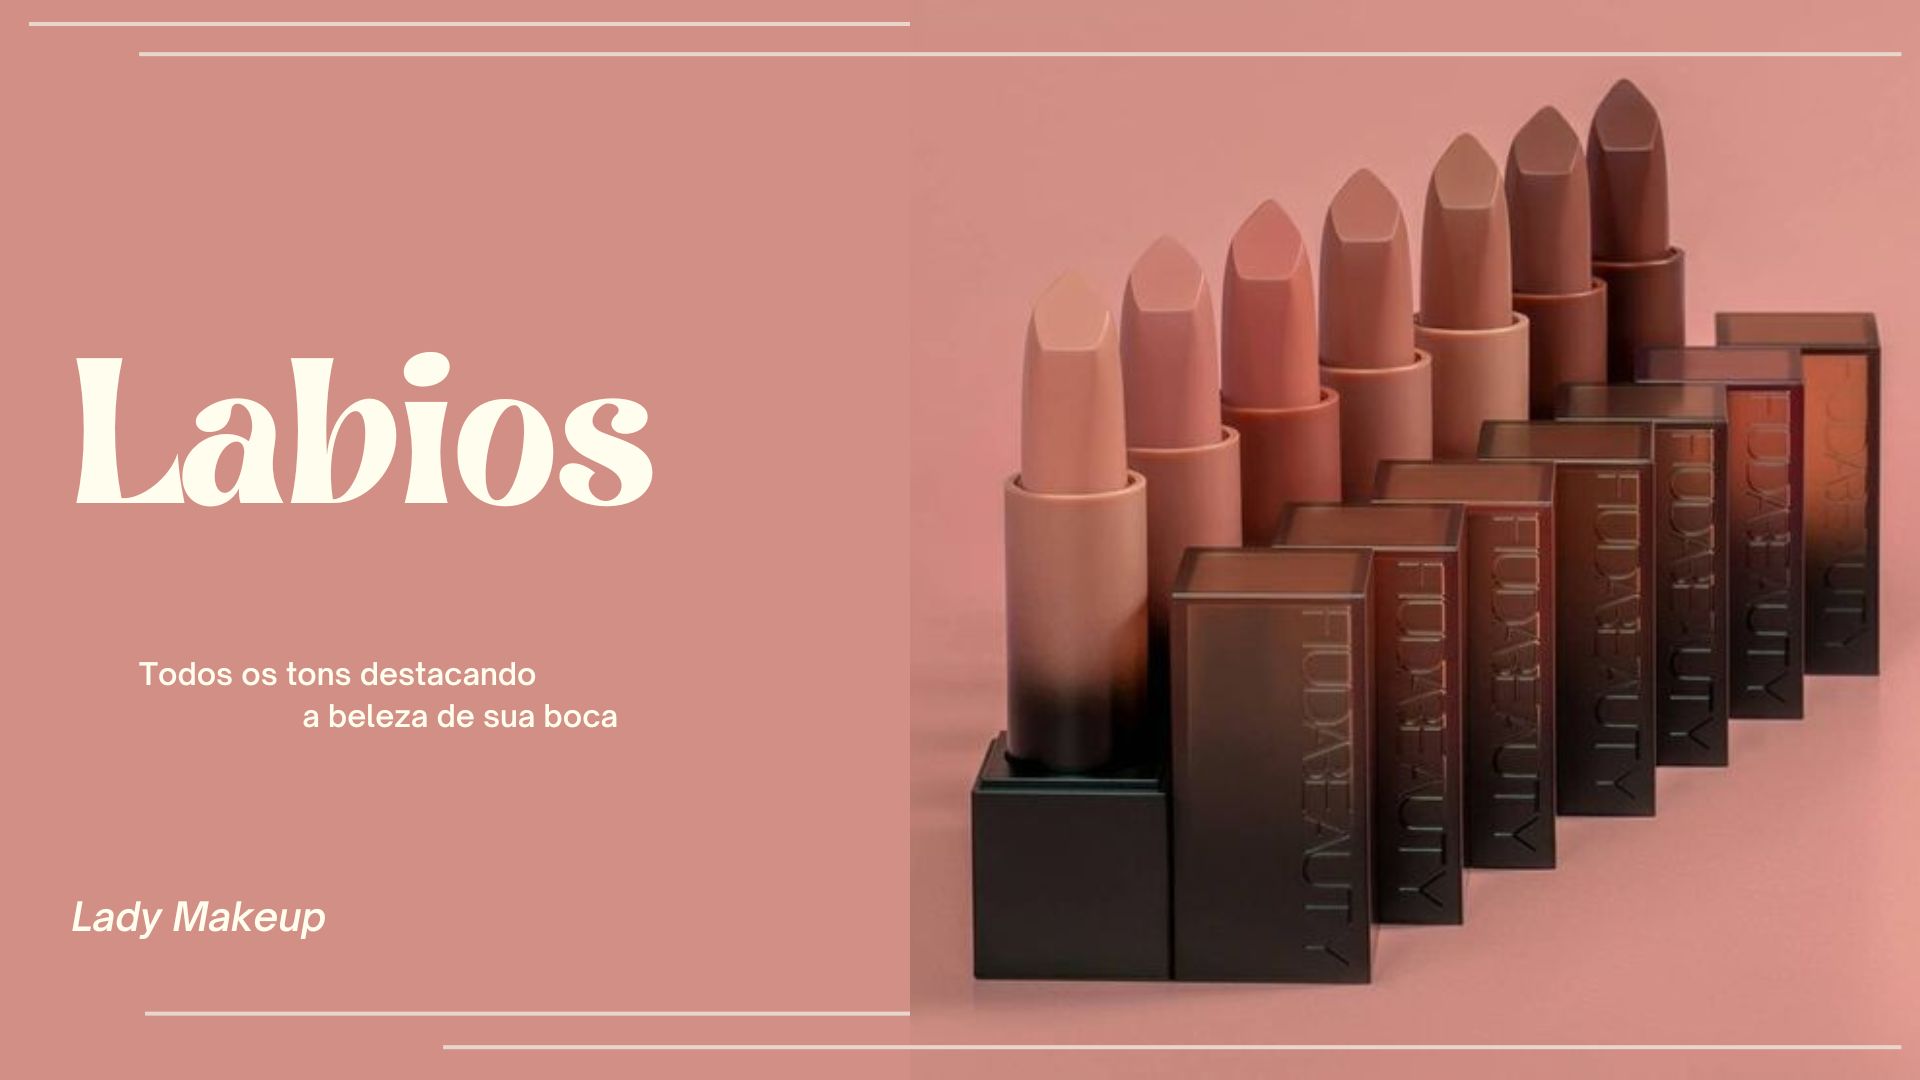 Labios
Todos os tons destacando
a beleza de sua boca
Lady Makeup
HUDABEAUTY
HUDABEAUTY
HUDABEAUTY
HUDABEAUTY
HUDABEAUTY
HUDABEAUTY
HUDABEAUTY